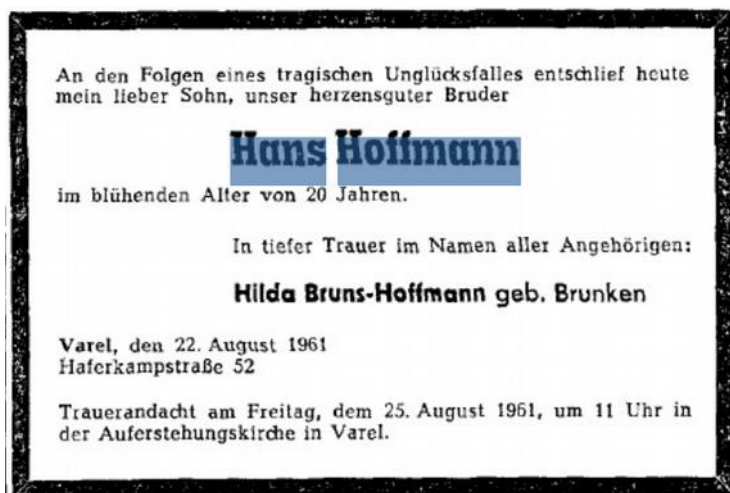 An den Folgen eines tragischen Unglücksfalles entschlief heute
mein lieber Sohn, unser herzensguter Bruder
Hans Hoffmann
im blühenden Alter von 20 Jahren.
In tiefer Trauer im Namen aller Angehörigen:
Hilda Bruns-Hoffmann geb. Brunken
Varel, den 22. August 1961
Haferkampstraße 52
Trauerandacht am Freitag, dem 25. August 1961, um 11 Uhr in
der Auferstehungskirche in Varel.